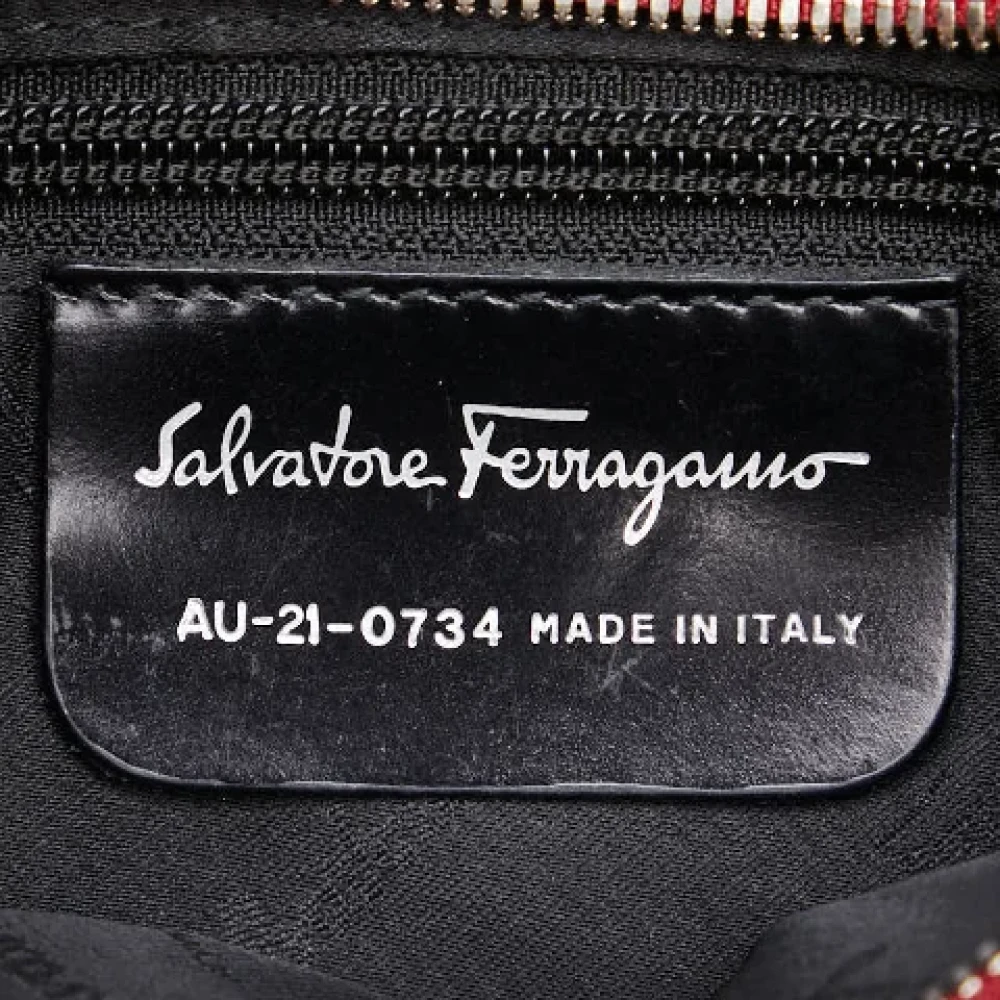 Salvatore Ferragamo
AU-21-0734 MADE IN ITALY